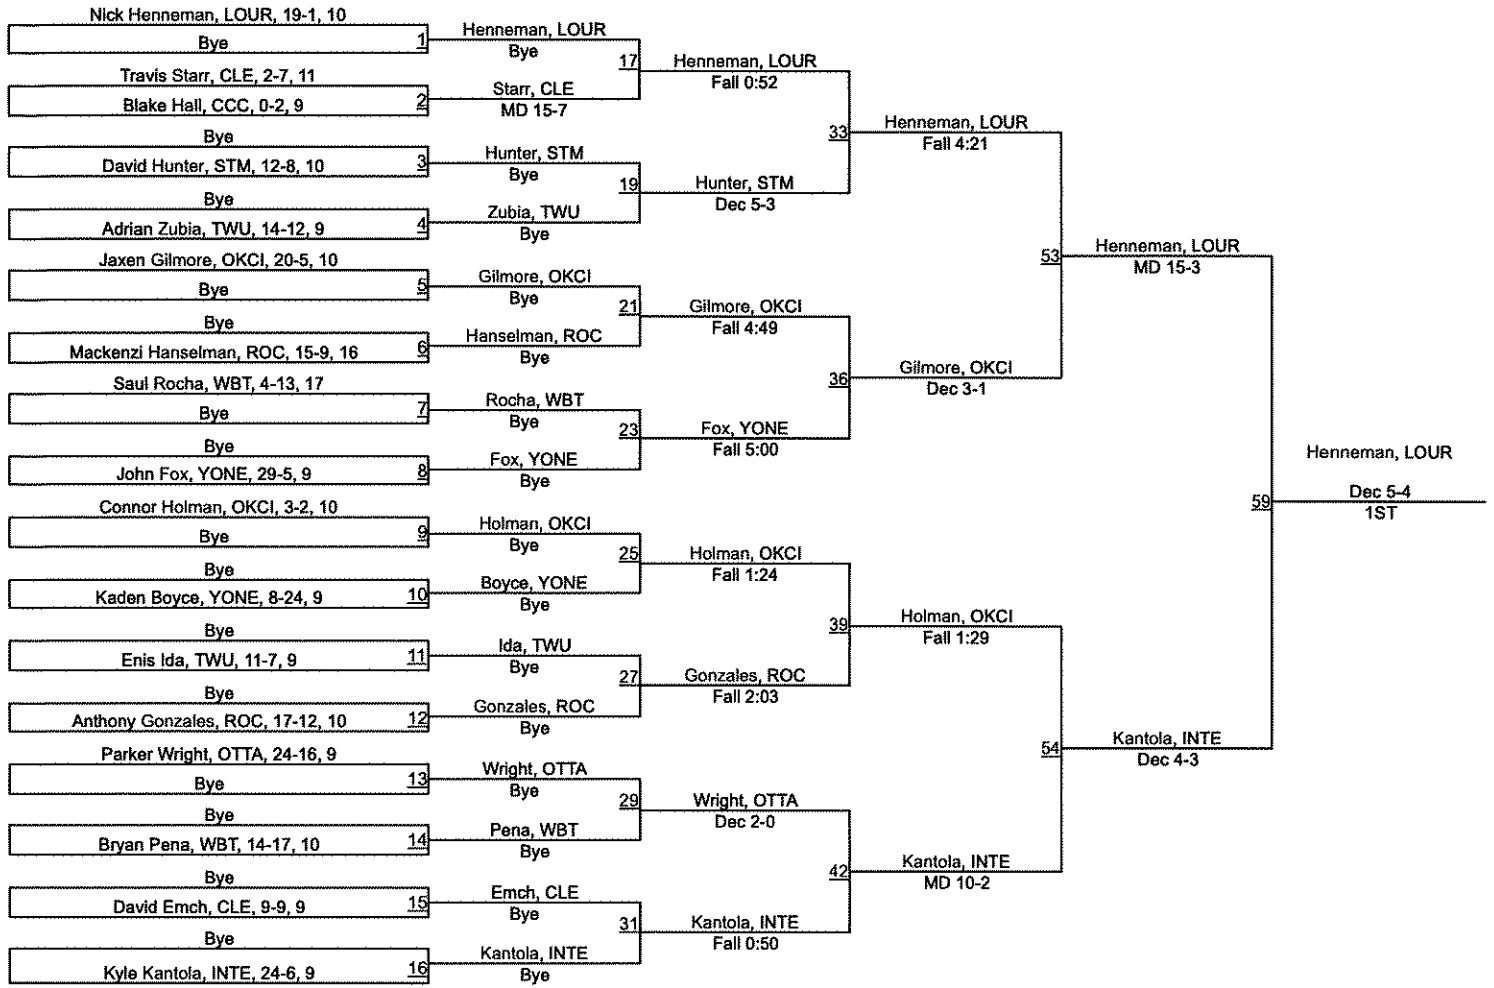 Nick Henneman, LOUR, 19-1, 10
Bye
1
Travis Starr, CLE, 2-7, 11
Blake Hall, CCC, 0-2, 9
2
Bye
David Hunter, STM, 12-8, 10
3
Bye
Adrian Zubia, TWU, 14-12, 9
4
Jaxen Gilmore, OKCI, 20-5, 10
Bye
5
Bye
Mackenzi Hanselman, ROC, 15-9, 16
6
Saul Rocha, WBT, 4-13, 17
Bye
7
Bye
John Fox, YONE, 29-5, 9
8
Connor Holman, OKCI, 3-2, 10
Bye
9
Bye
Kaden Boyce, YONE, 8-24, 9
10
Bye
Enis Ida, TWU, 11-7, 9
11
Bye
Anthony Gonzales, ROC, 17-12, 10
12
Parker Wright, OTTA, 24-16, 9
Bye
13
Bye
Bryan Pena, WBT, 14-17, 10
14
Bye
David Emch, CLE, 9-9, 9
15
Bye
Kyle Kantola, INTE, 24-6, 9
16
Henneman, LOUR
Bye
17
Starr, CLE
MD 15-7
Hunter, STM
Bye
19
Zubia, TWU
Bye
Gilmore, OKCI
Bye
21
Hanselman, ROC
Bye
Rocha, WBT
Bye
23
Fox, YONE
Bye
Holman, OKCI
Bye
25
Boyce, YONE
Bye
Ida, TWU
Bye
27
Gonzales, ROC
Bye
Wright, OTTA
Bye
29
Pena, WBT
Bye
Emch, CLE
Bye
31
Kantola, INTE
Bye
Henneman, LOUR
Fall 0:52
33
Hunter, STM
Dec 5-3
Gilmore, OKCI
Fall 4:49
36
Fox, YONE
Fall 5:00
Holman, OKCI
Fall 1:24
39
Gonzales, ROC
Fall 2:03
Wright, OTTA
Dec 2-0
42
Kantola, INTE
Fall 0:50
Henneman, LOUR
Fall 4:21
53
Gilmore, OKCI
Dec 3-1
Holman, OKCI
Fall 1:29
54
Kantola, INTE
MD 10-2
Henneman, LOUR
MD 15-3
59
Kantola, INTE
Dec 4-3
Henneman, LOUR
Dec 5-4
1ST